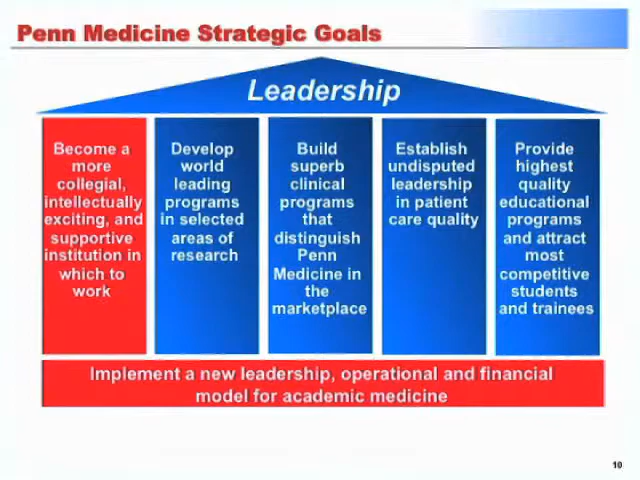 Penn Medicine Strategic Goals
Leadership
Become a
more
collegial,
intellectually
exciting, and
supportive
institution in
which to
work
Develop
world
leading
programs
in selected
areas of
research
Build
superb
clinical
programs
that
distinguish
Penn
Medicine in
the
marketplace
Establish
undisputed
leadership
in patient
care quality
Provide
highest
quality
educational
programs
and attract
most
competitive
students
and trainees
Implement a new leadership, operational and financial
model for academic medicine
10